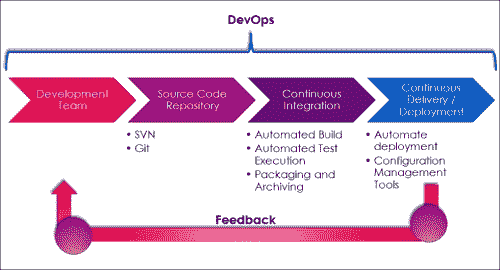 DevOps
Development
Team
Source Code
Repository
Continuous
Integration
Continuous
Delivery /
Deployment
• SVN
• Git
• Automated Build
• Automated Test
Execution
• Packaging and
Archiving
• Automate
deployment
• Configuration
Management
Tools
Feedback